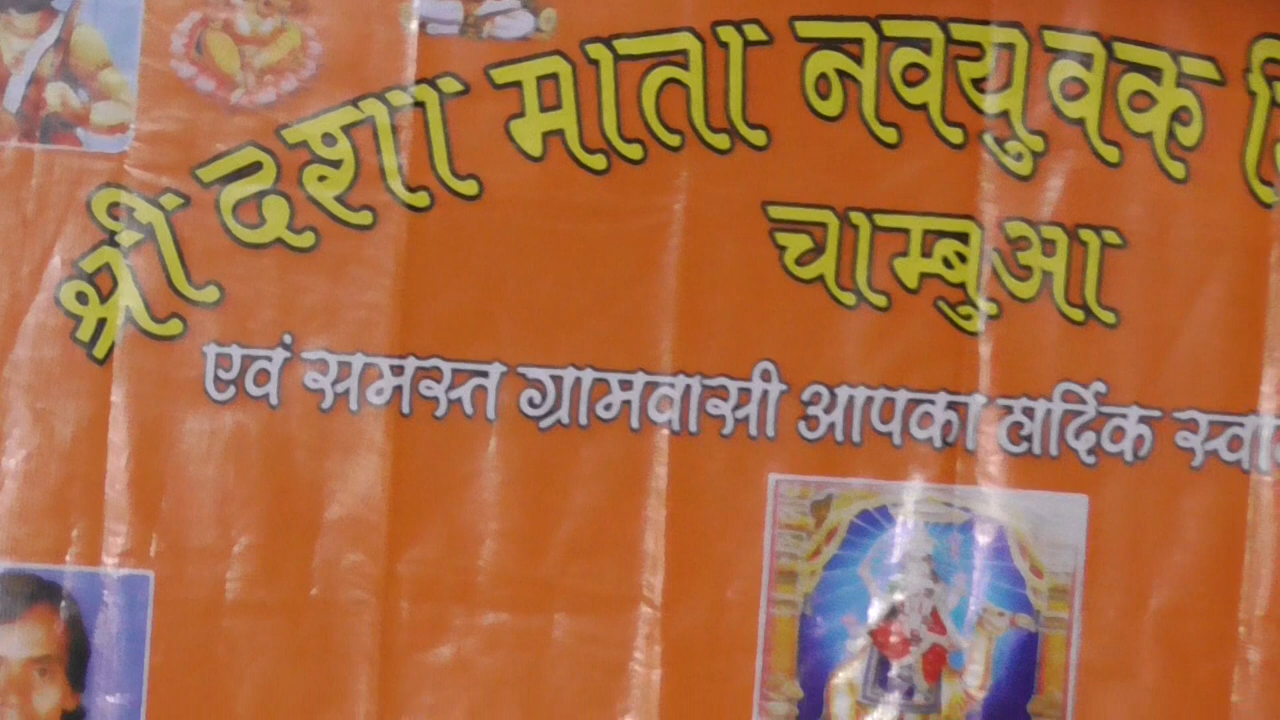 श्री दशा माता नवयुवक
चाम्बुआ
एवं समस्त ग्रामवासी आपका हार्दिक